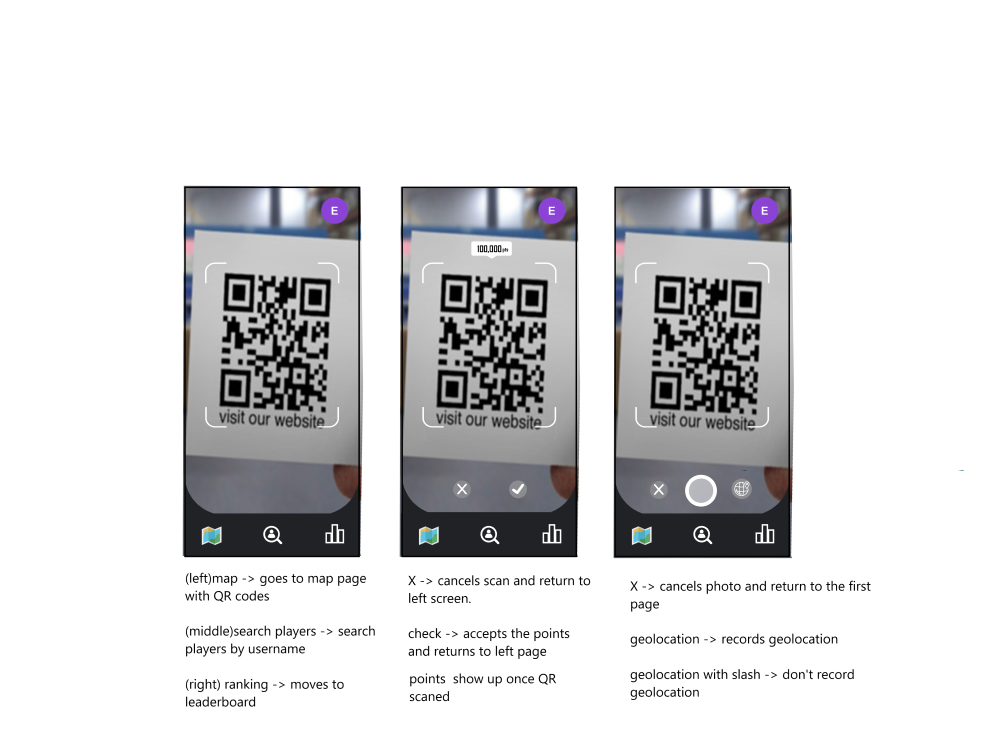 E
visit our website
(left)map -> goes to map page
with QR codes
(middle)search players -> search
players by username
(right) ranking -> moves to
leaderboard
E
100,000 pts
visit our website
X -> cancels scan and return to
left screen.
check -> accepts the points
and returns to left page
points  show up once QR
scaned
E
visit our website
X -> cancels photo and return to the first
page
geolocation -> records geolocation
geolocation with slash -> don't record
geolocation